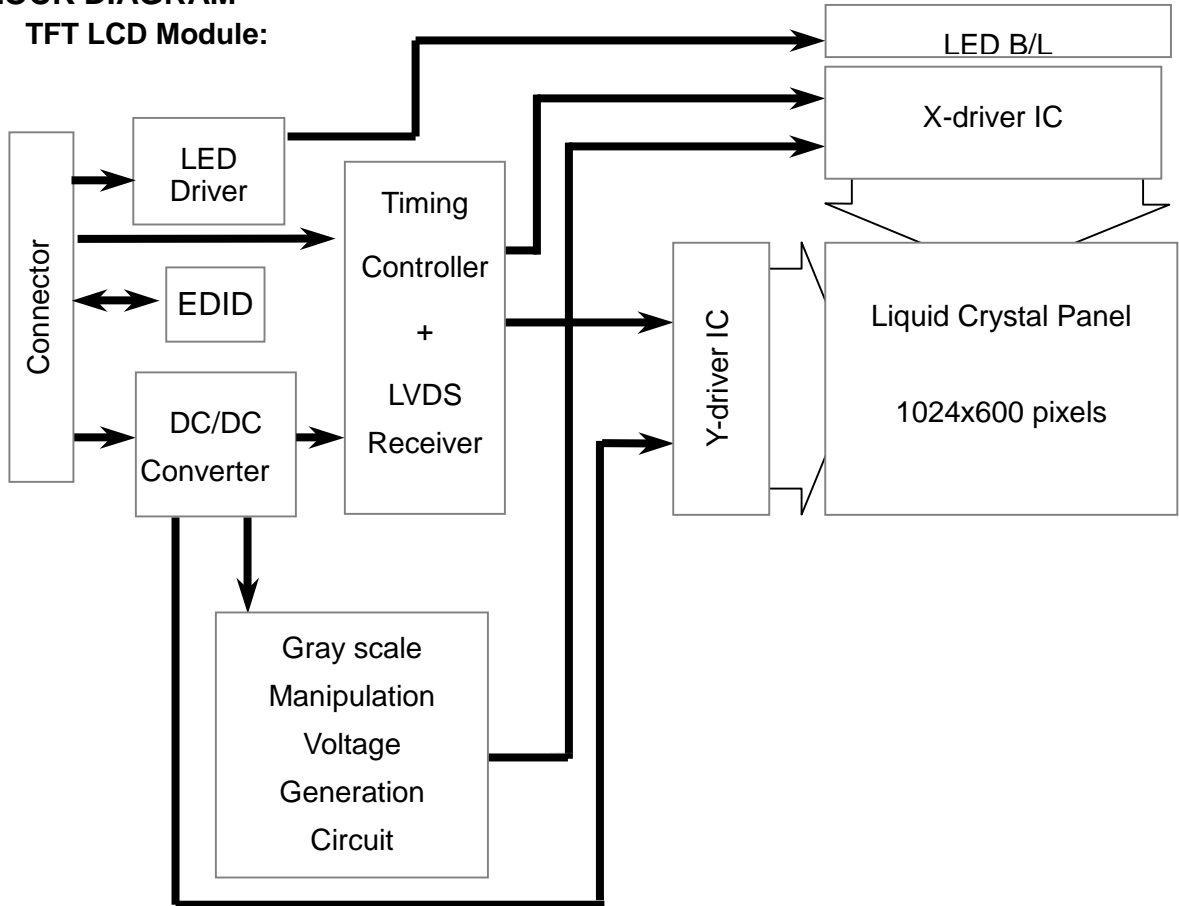 TFT LCD Module:
LED B/L
X-driver IC
LED
Driver
Timing
Controller
+
LVDS
Receiver
Connector
EDID
DC/DC
Converter
Y-driver IC
Liquid Crystal Panel
1024x600 pixels
Gray scale
Manipulation
Voltage
Generation
Circuit